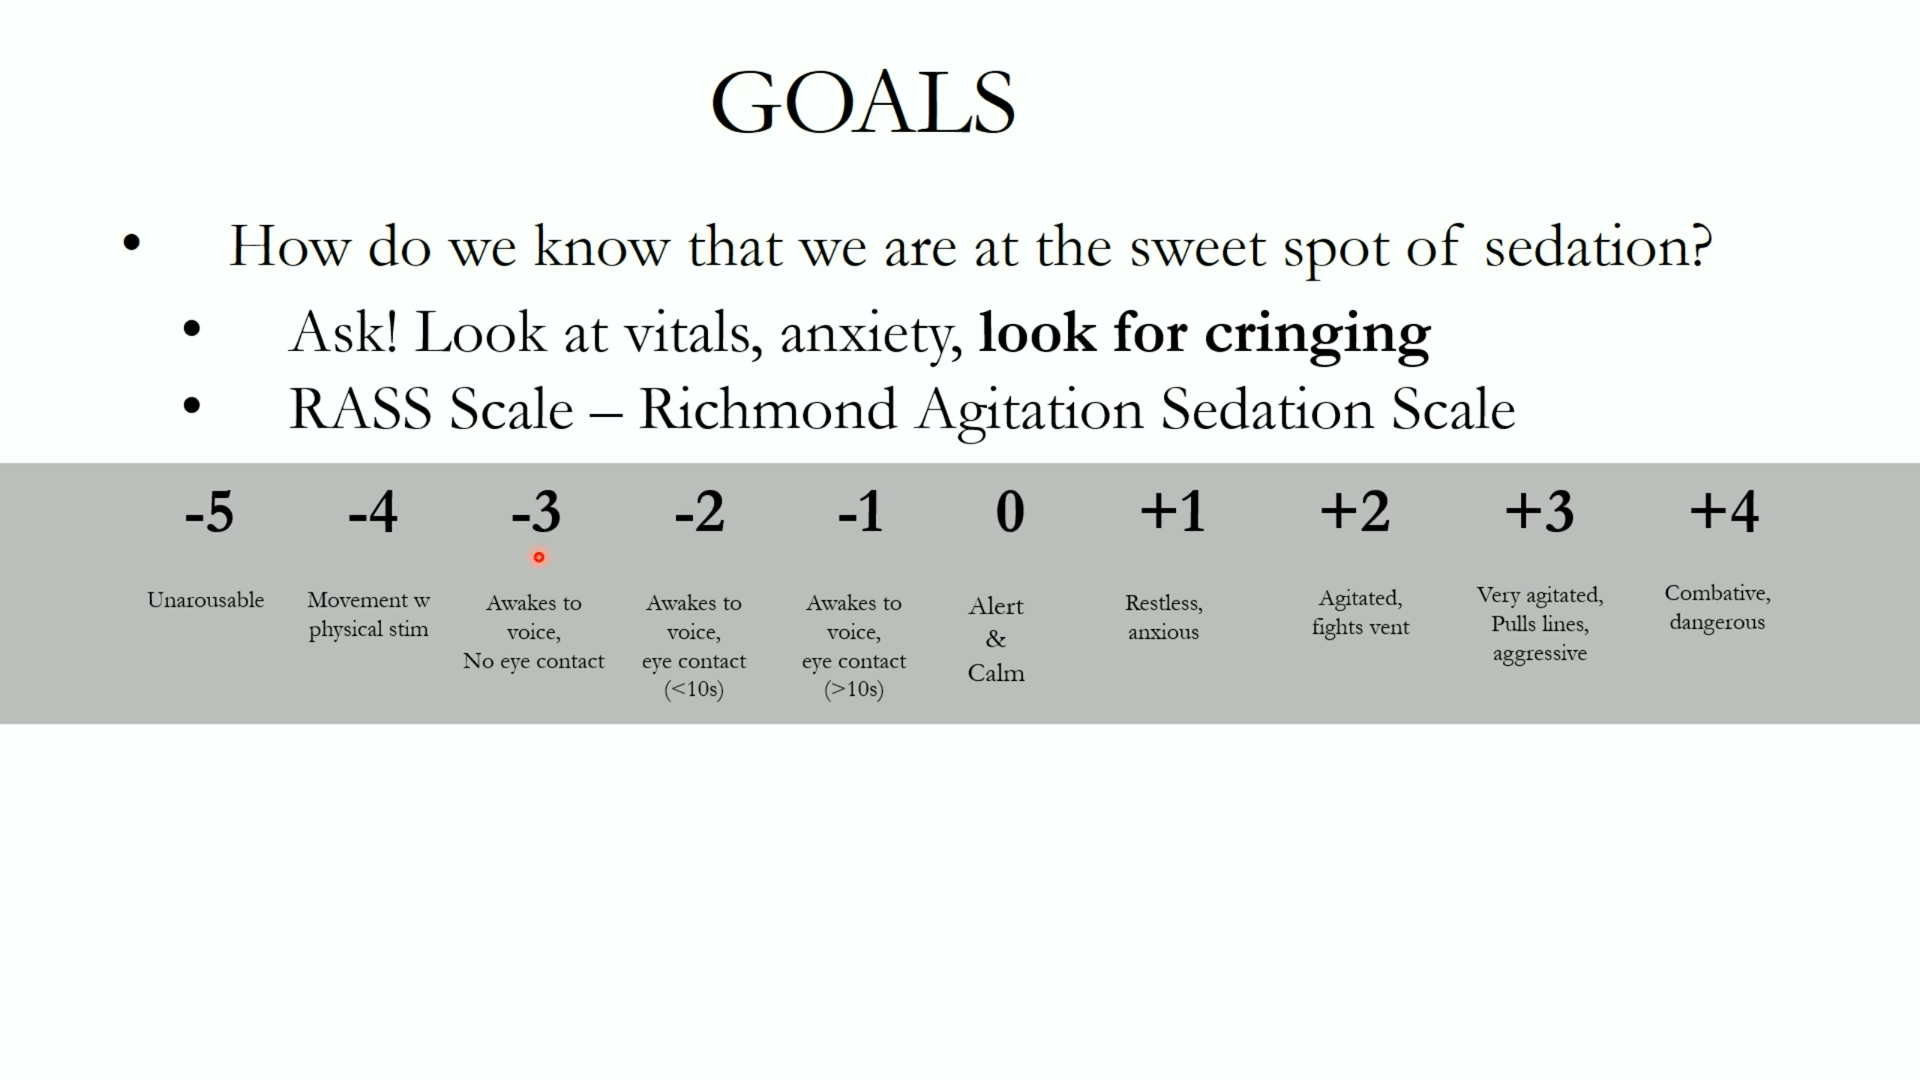 GOALS
• How do we know that we are at the sweet spot of sedation?
• Ask! Look at vitals, anxiety, look for cringing
• RASS Scale – Richmond Agitation Sedation Scale
-5 -4 -3 -2 -1 0 +1 +2 +3 +4
Unarousable
Movement w
physical stim
Awakes to
voice,
No eye contact
Awakes to
voice,
eye contact
(<10s)
Awakes to
voice,
eye contact
(>10s)
Alert
&
Calm
Restless,
anxious
Agitated,
fights vent
Very agitated,
Pulls lines,
aggressive
Combative,
dangerous